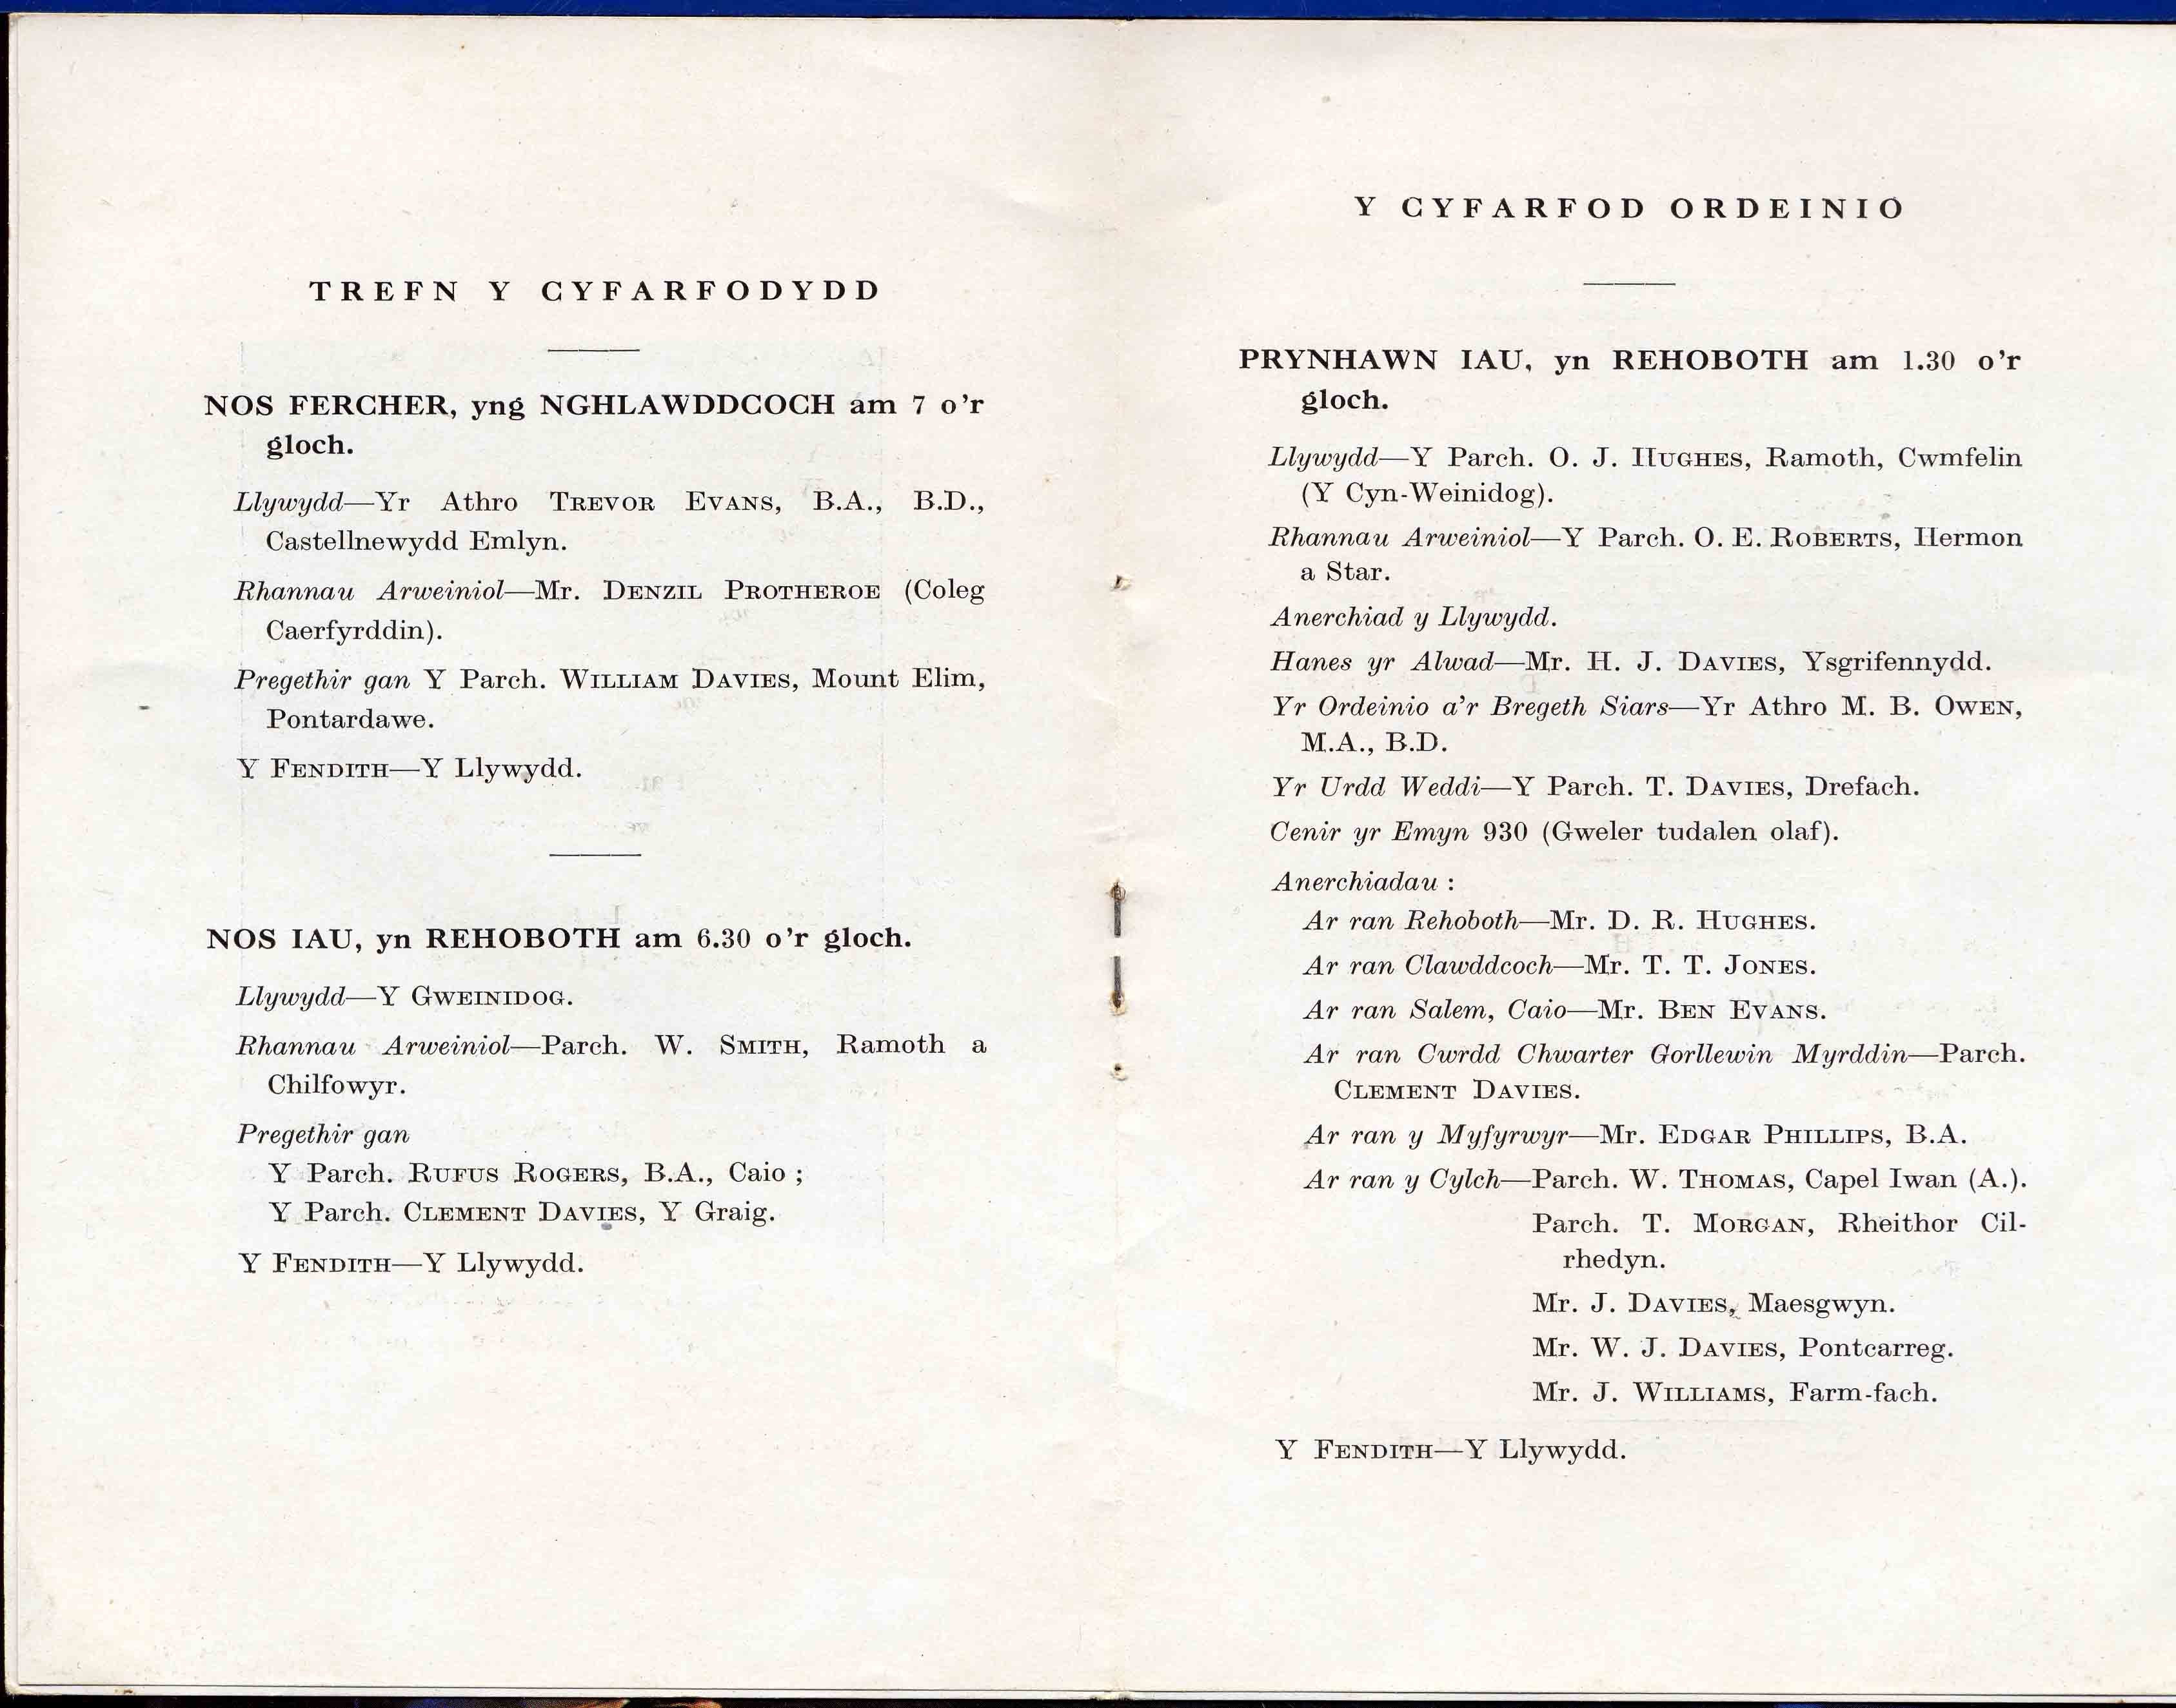 TREFN Y CYFARFODYDD
NOS FERCHER, yng NGHLAWDDCOCH am 7 o'r
gloch.
Llywydd—Yr Athro TREVOR EVANS, B.A., B.D.,
Castellnewydd Emlyn.
Rhannau Arweiniol—Mr. DENZIL PROTHEROE (Coleg
Caerfyrddin).
Pregethir gan Y Parch. WILLIAM DAVIES, Mount Elim,
Pontardawe.
Y FENDITH—Y Llywydd.
NOS IAU, yn REHOBOTH am 6.30 o'r gloch.
Llywydd—Y GWEINIDOG.
Rhannau Arweiniol—Parch. W. SMITH, Ramoth a
Chilfowyr.
Pregethir gan
Y Parch. RUFUS ROGERS, B.A., Caio ;
Y Parch. CLEMENT DAVIES, Y Graig.
Y FENDITH—Y Llywydd.
Y CYFARFOD ORDEINIO
PRYNHAWN IAU, yn REHOBOTH am 1.30 o'r
gloch.
Llywydd—Y Parch. O. J. HUGHES, Ramoth, Cwmfelin
(Y Cyn-Weinidog).
Rhannau Arweiniol—Y Parch. O. E. ROBERTS, Hermon
a Star.
Anerchiad y Llywydd.
Hanes yr Alwad—Mr. H. J. DAVIES, Ysgrifennydd.
Yr Ordeinio a'r Bregeth Siars—Yr Athro M. B. OWEN,
M.A., B.D.
Yr Urdd Weddi—Y Parch. T. DAVIES, Drefach.
Cenir yr Emyn 930 (Gweler tudalen olaf).
Anerchiadau :
Ar ran Rehoboth—Mr. D. R. HUGHES.
Ar ran Clawddcoch—Mr. T. T. JONES.
Ar ran Salem, Caio—Mr. BEN EVANS.
Ar ran Cwrdd Chwarter Gorllewin Myrddin—Parch.
CLEMENT DAVIES.
Ar ran y Myfyrwyr—Mr. EDGAR PHILLIPS, B.A.
Ar ran y Cylch—Parch. W. THOMAS, Capel Iwan (A.).
Parch. T. MORGAN, Rheithor Cil-
rhedyn.
Mr. J. DAVIES, Maesgwyn.
Mr. W. J. DAVIES, Pontcarreg.
Mr. J. WILLIAMS, Farm-fach.
Y FENDITH—Y Llywydd.